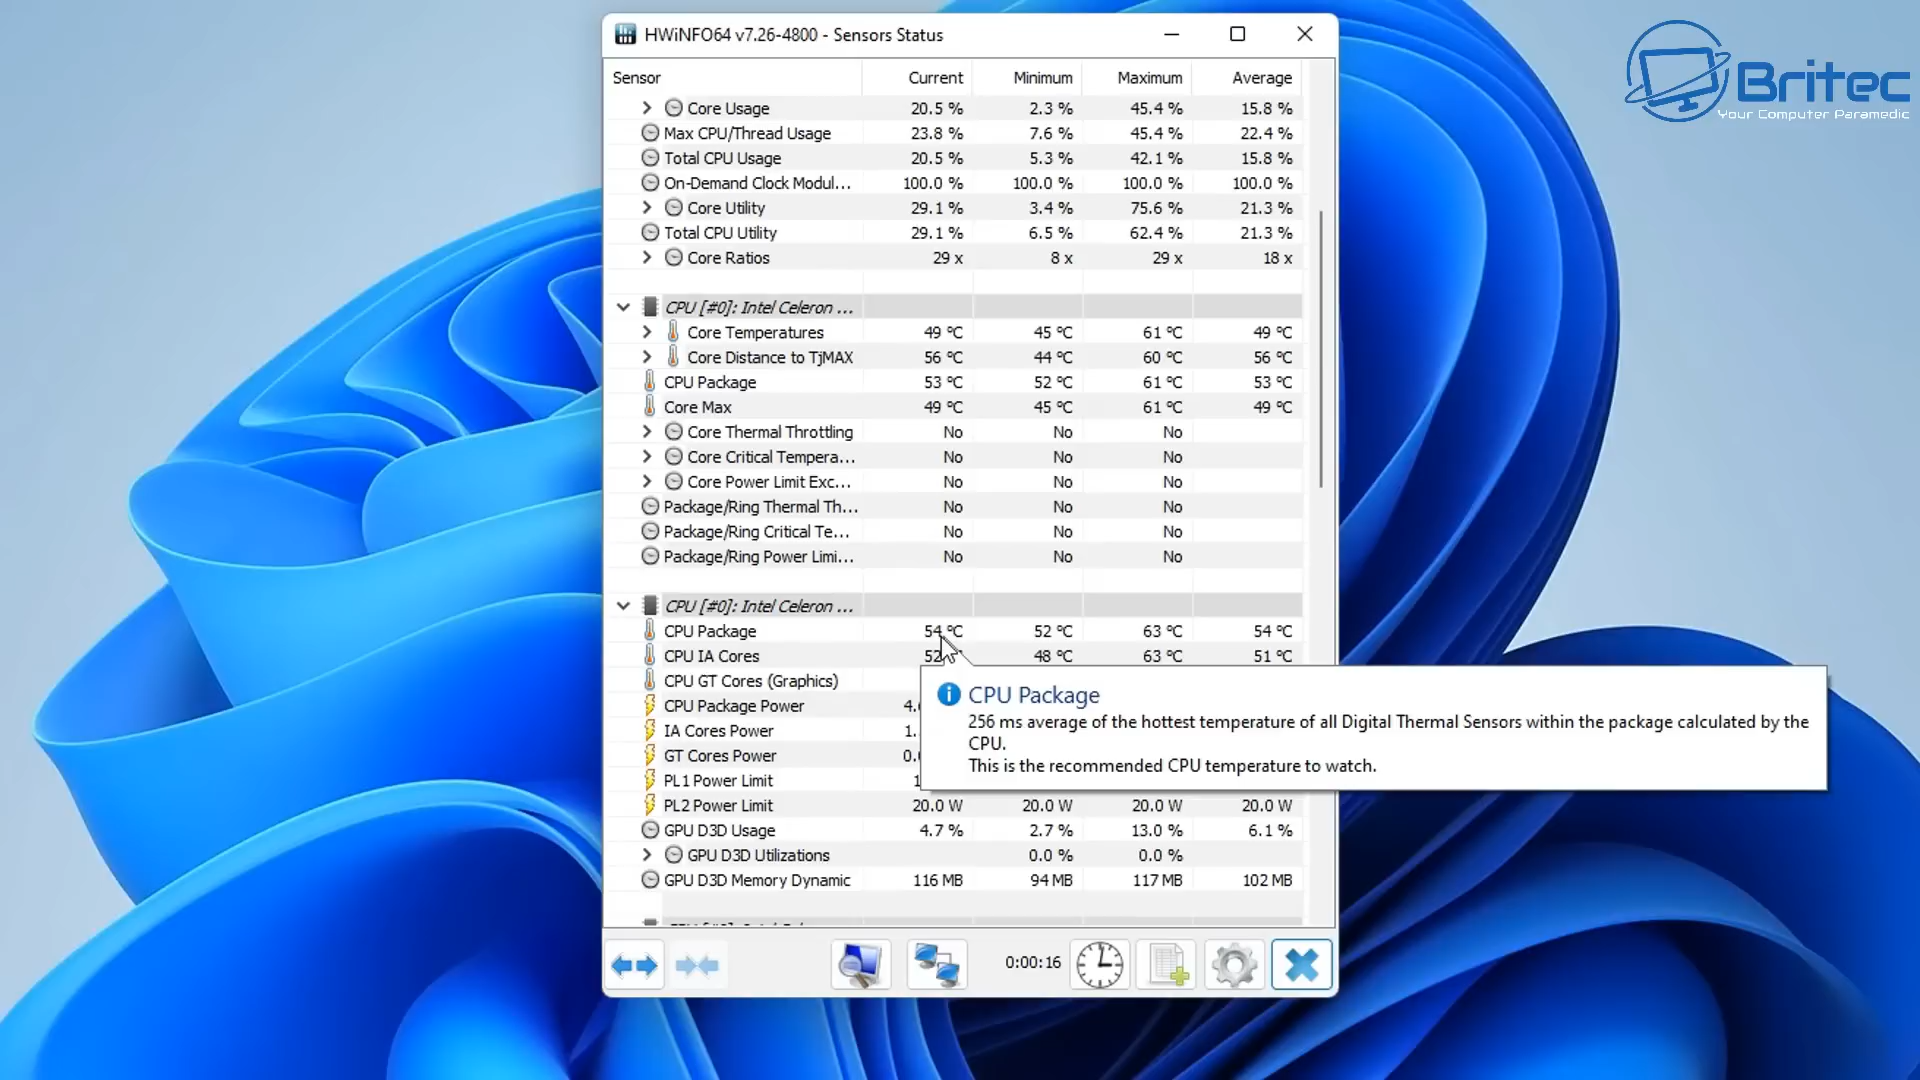 HWiNFO64 v7.26-4800 - Sensors Status
Britec
Your Computer Paramedic
Sensor Current Minimum Maximum Average
Core Usage 20.5 % 2.3 % 45.4 % 15.8 %
Max CPU/Thread Usage 23.8 % 7.6 % 45.4 % 22.4 %
Total CPU Usage 20.5 % 5.3 % 42.1 % 15.8 %
On-Demand Clock Modul... 100.0 % 100.0 % 100.0 % 100.0 %
Core Utility 29.1 % 3.4 % 75.6 % 21.3 %
Total CPU Utility 29.1 % 6.5 % 62.4 % 21.3 %
Core Ratios 29 x 8 x 29 x 18 x
CPU [#0]: Intel Celeron ...
Core Temperatures 49 °C 45 °C 61 °C 49 °C
Core Distance to TjMAX 56 °C 44 °C 60 °C 56 °C
CPU Package 53 °C 52 °C 61 °C 53 °C
Core Max 49 °C 45 °C 61 °C 49 °C
Core Thermal Throttling No No No
Core Critical Tempera... No No No
Core Power Limit Exc... No No No
Package/Ring Thermal Th... No No No
Package/Ring Critical Te... No No No
Package/Ring Power Limi... No No No
CPU [#0]: Intel Celeron ...
CPU Package 54 °C 52 °C 63 °C 54 °C
CPU IA Cores 52 48 °C 63 °C 51 °C
CPU GT Cores (Graphics)
CPU Package Power 4.
IA Cores Power 1.
GT Cores Power 0.
PL1 Power Limit 1
PL2 Power Limit 20.0 W 20.0 W 20.0 W 20.0 W
GPU D3D Usage 4.7 % 2.7 % 13.0 % 6.1 %
GPU D3D Utilizations 0.0 % 0.0 %
GPU D3D Memory Dynamic 116 MB 94 MB 117 MB 102 MB
CPU Package
256 ms average of the hottest temperature of all Digital Thermal Sensors within the package calculated by the
CPU.
This is the recommended CPU temperature to watch.
0:00:16